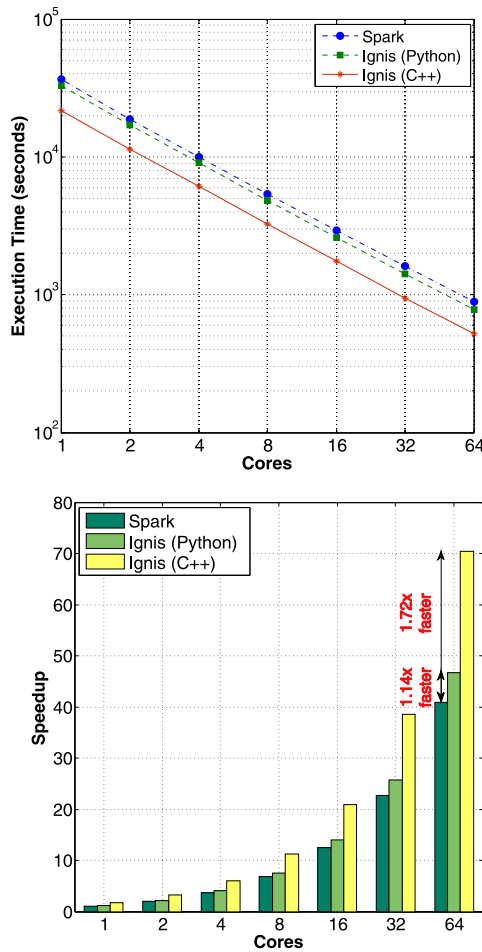 10^5
10^4
10^3
10^2
Execution Time (seconds)
Spark
Ignis (Python)
Ignis (C++)
1 2 4 8 16 32 64
Cores
80
70
60
50
40
30
20
10
0
Speedup
Spark
Ignis (Python)
Ignis (C++)
1.72x
faster
1.14x
faster
1 2 4 8 16 32 64
Cores